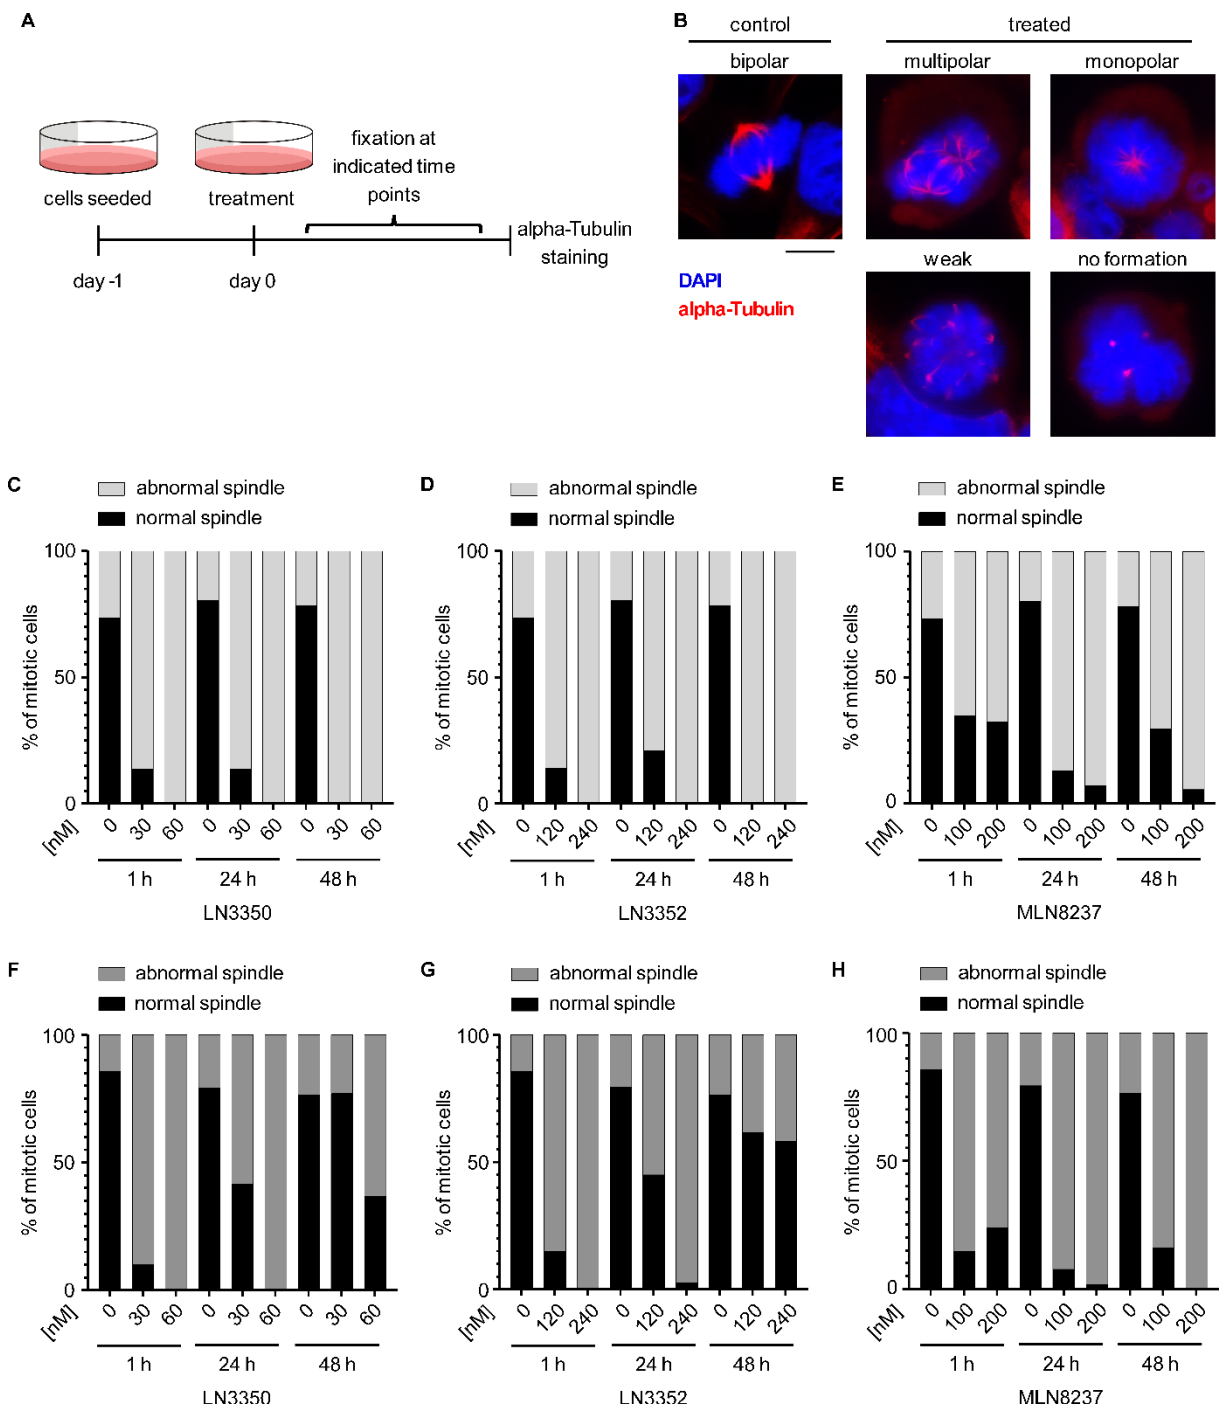 A
cells seeded
treatment
fixation at
indicated time
points
alpha-Tubulin
staining
day -1
day 0
B
control
treated
bipolar
multipolar
monopolar
weak
no formation
DAPI
alpha-Tubulin
C
abnormal spindle
normal spindle
% of mitotic cells
100
50
0
[nM]
0 30 60 0 30 60 0 30 60
1 h 24 h 48 h
LN3350
D
abnormal spindle
normal spindle
% of mitotic cells
100
50
0
[nM]
0 120 240 0 120 240 0 120 240
1 h 24 h 48 h
LN3352
E
abnormal spindle
normal spindle
% of mitotic cells
100
50
0
[nM]
0 100 200 0 100 200 0 100 200
1 h 24 h 48 h
MLN8237
F
abnormal spindle
normal spindle
% of mitotic cells
100
50
0
[nM]
0 30 60 0 30 60 0 30 60
1 h 24 h 48 h
LN3350
G
abnormal spindle
normal spindle
% of mitotic cells
100
50
0
[nM]
0 120 240 0 120 240 0 120 240
1 h 24 h 48 h
LN3352
H
abnormal spindle
normal spindle
% of mitotic cells
100
50
0
[nM]
0 100 200 0 100 200 0 100 200
1 h 24 h 48 h
MLN8237